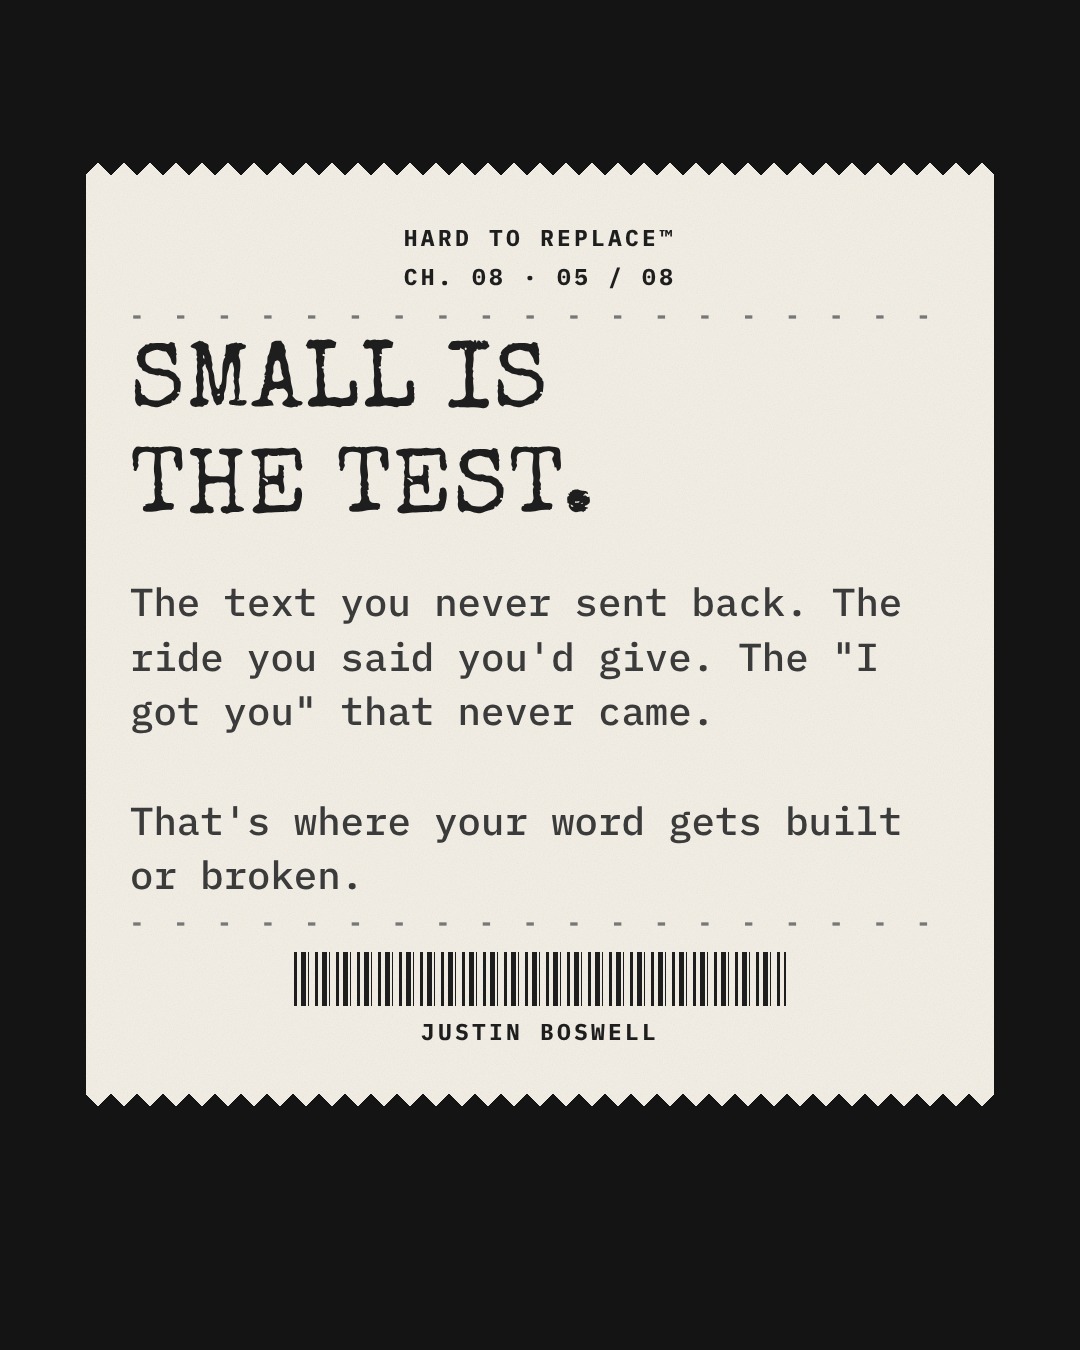 HARD TO REPLACE™
CH. 08 · 05 / 08
SMALL IS
THE TEST.
The text you never sent back. The
ride you said you'd give. The "I
got you" that never came.
That's where your word gets built
or broken.
JUSTIN BOSWELL